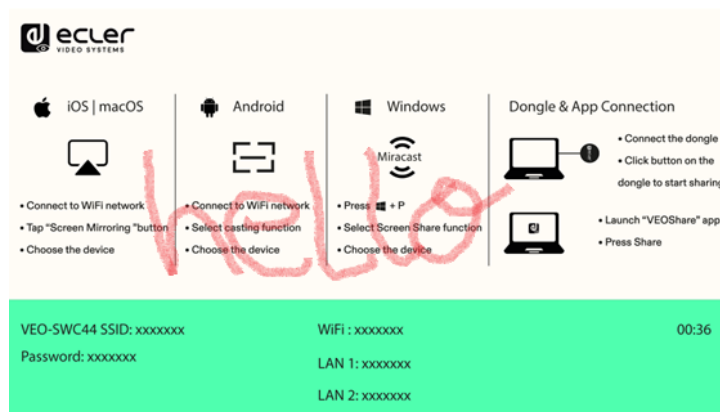 ecler
VIDEO SYSTEMS
iOS | macOS
• Connect to WiFi network
• Tap “Screen Mirroring ”button
• Choose the device
Android
• Connect to WiFi network
• Select casting function
• Choose the device
Windows
Miracast
• Press + P
• Select Screen Share function
• Choose the device
Dongle & App Connection
• Connect the dongle
• Click button on the
dongle to start sharing
• Launch “VEOShare” app
• Press Share
hello
VEO-SWC44 SSID: xxxxxxx
Password: xxxxxxx
WiFi : xxxxxxx
LAN 1: xxxxxxx
LAN 2: xxxxxxx
00:36